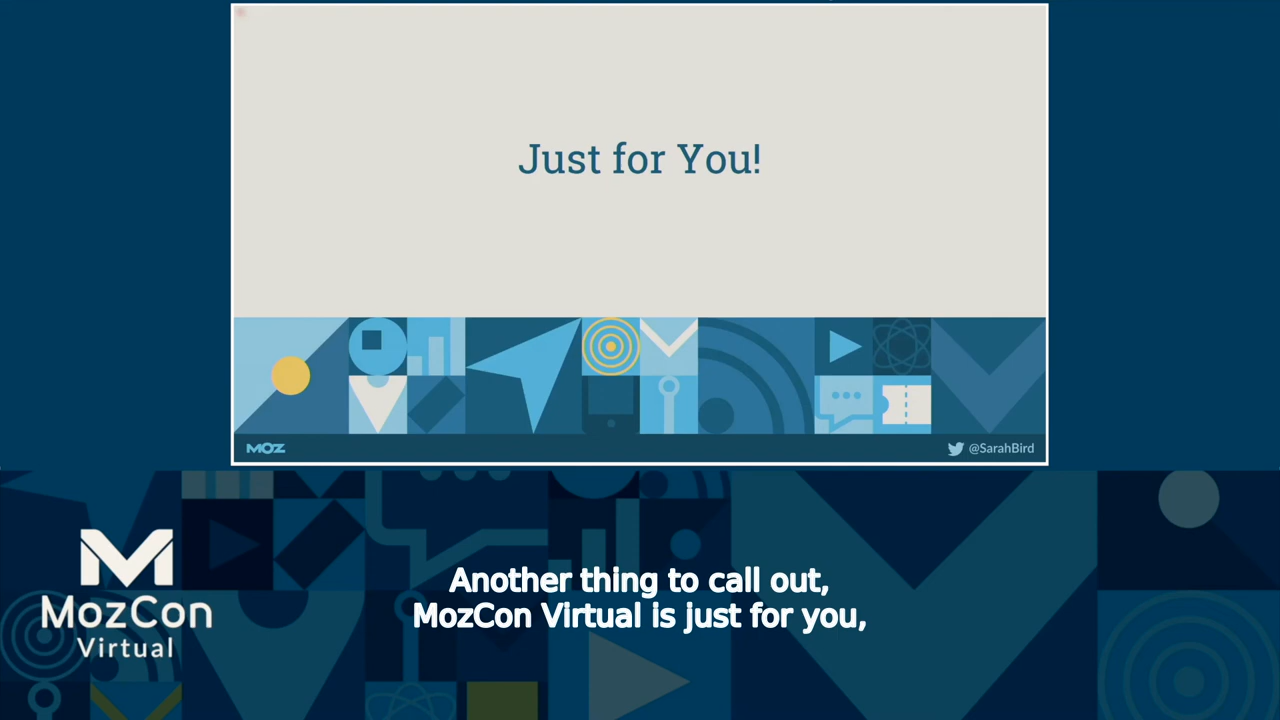 Just for You!
MOZ
@SarahBird
MozCon
Virtual
Another thing to call out,
MozCon Virtual is just for you,